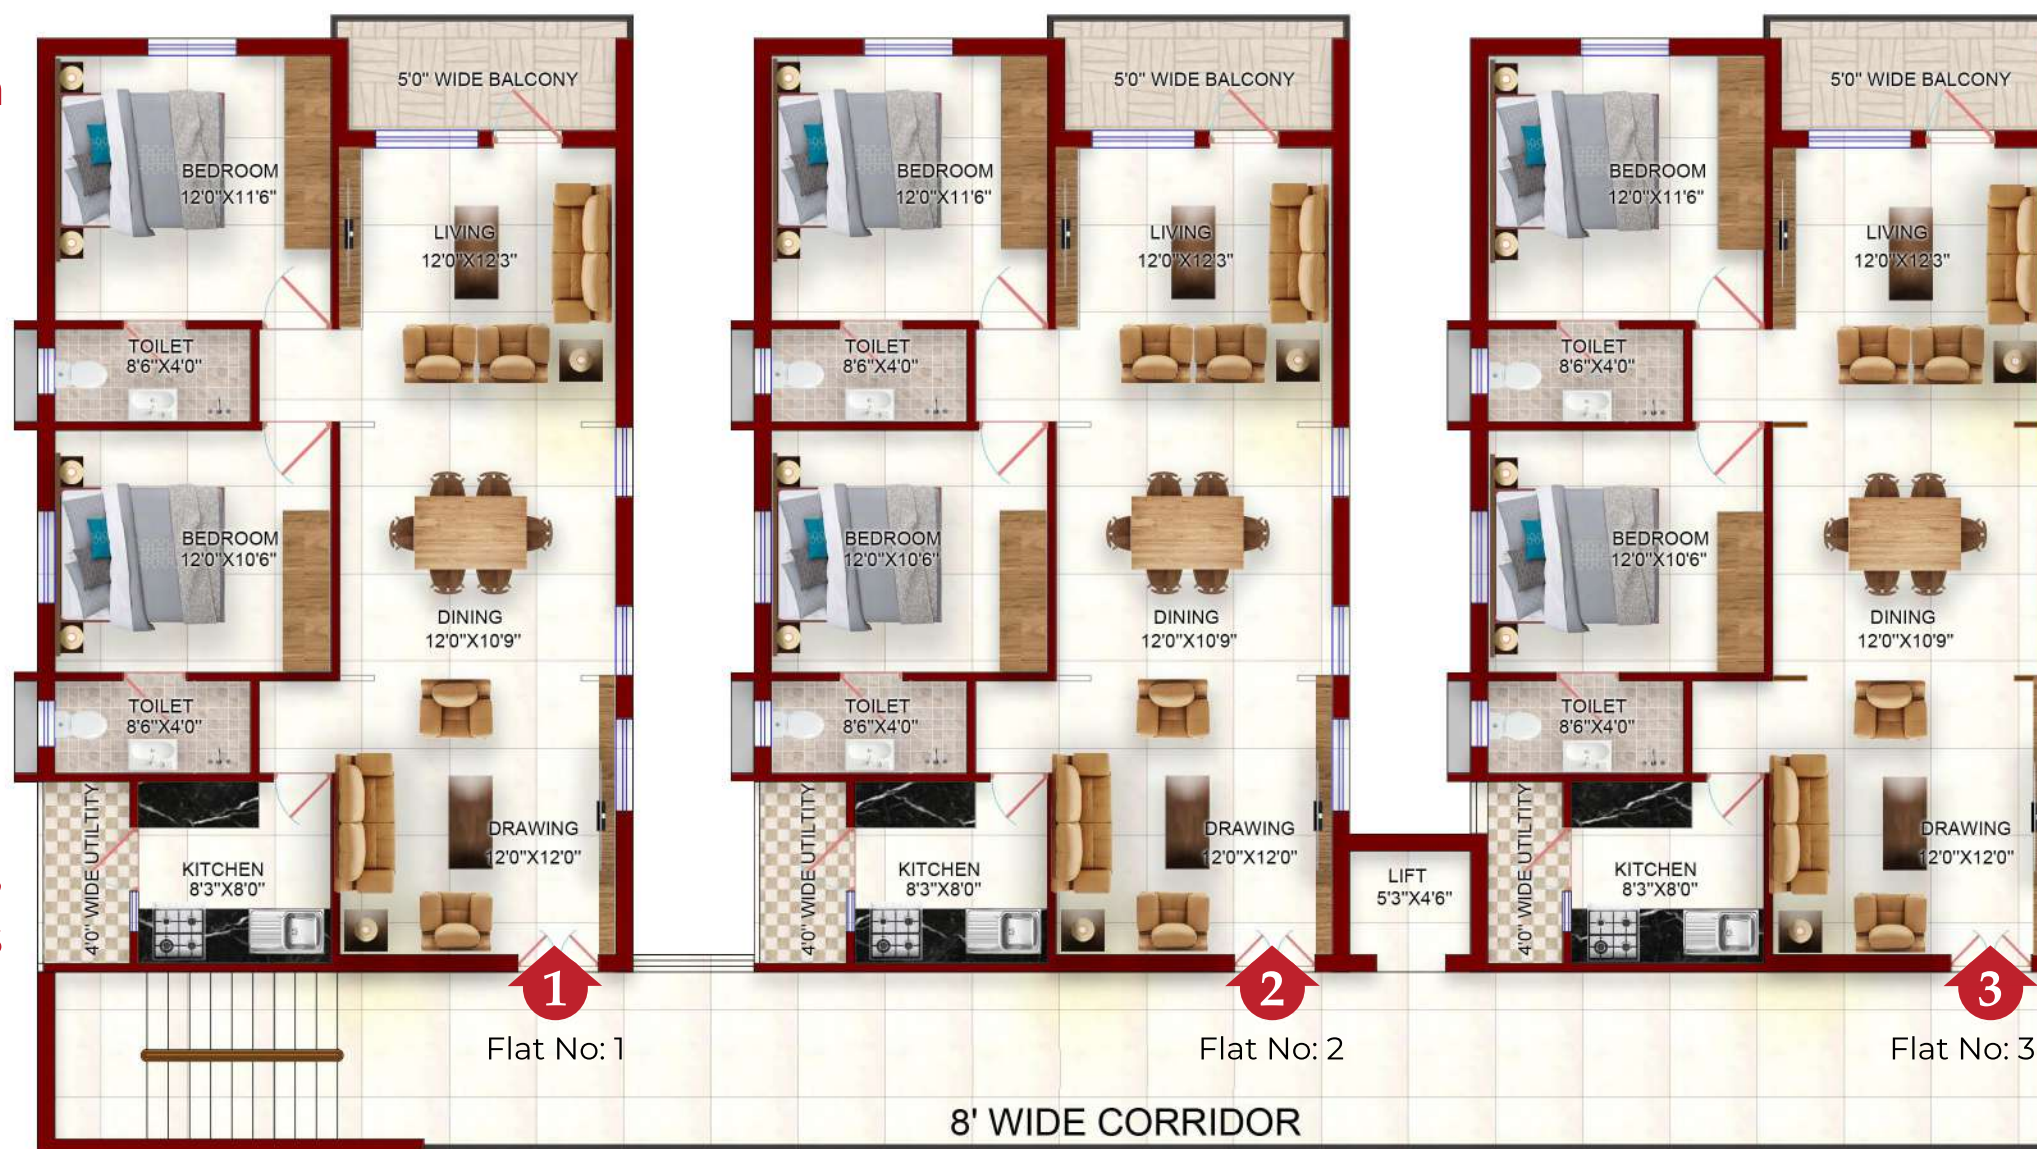 5'0" WIDE BALCONY
BEDROOM
12'0"X11'6"
LIVING
12'0"X12'3"
TOILET
8'6"X4'0"
BEDROOM
12'0"X10'6"
DINING
12'0"X10'9"
TOILET
8'6"X4'0"
4'0" WIDE UTILTITY
KITCHEN
8'3"X8'0"
DRAWING
12'0"X12'0"
1
Flat No: 1
5'0" WIDE BALCONY
BEDROOM
12'0"X11'6"
LIVING
12'0"X12'3"
TOILET
8'6"X4'0"
BEDROOM
12'0"X10'6"
DINING
12'0"X10'9"
TOILET
8'6"X4'0"
4'0" WIDE UTILTITY
KITCHEN
8'3"X8'0"
DRAWING
12'0"X12'0"
2
Flat No: 2
LIFT
5'3"X4'6"
5'0" WIDE BALCONY
BEDROOM
12'0"X11'6"
LIVING
12'0"X12'3"
TOILET
8'6"X4'0"
BEDROOM
12'0"X10'6"
DINING
12'0"X10'9"
TOILET
8'6"X4'0"
4'0" WIDE UTILTITY
KITCHEN
8'3"X8'0"
DRAWING
12'0"X12'0"
3
Flat No: 3
8' WIDE CORRIDOR